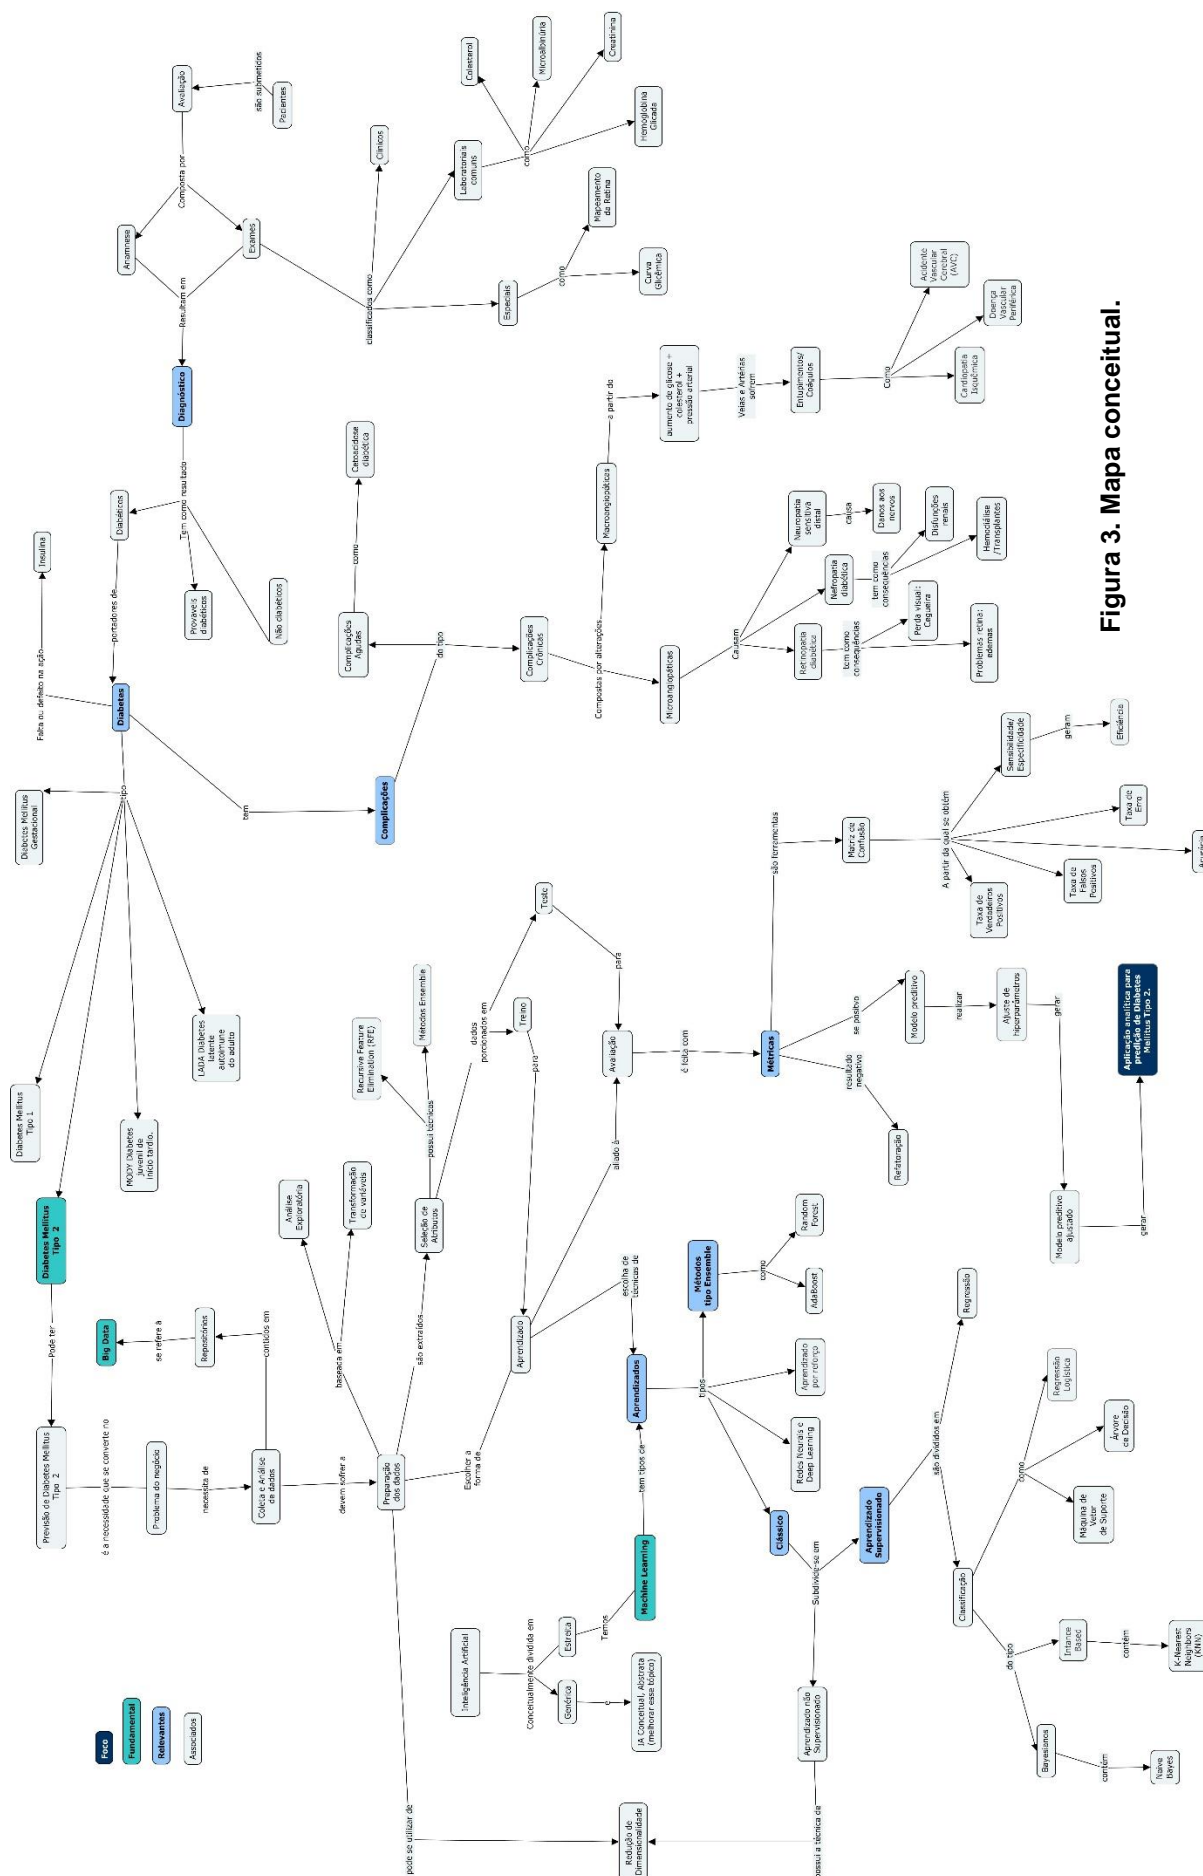 Foco
Fundamental
Relevantes
Associados
Inteligência Artificial
Conceitualmente dividida em
Genérica
Estreita
é
IA Conceitual, Abstrata
(melhorar esse tópico)
Temos
Machine Learning
tem tipos de
Aprendizados
pode se utilizar de
Redução de
Dimensionalidade
possui a técnica de
Aprendizado não
Supervisionado
Subdivide-se em
Clássico
Aprendizado
Supervisionado
tipos
Redes Neurais e
Deep Learning
Aprendizado
por reforço
Métodos
tipo Ensemble
como
AdaBoost
Random
Forest
são divididos em
Regressão
Classificação
do tipo
Bayesianos
contém
Naive
Bayes
Intance
Based
contém
K-Nearest
Neighbors
(KNN)
como
Máquina de
Vetor
de Suporte
Árvore
de Decisão
Regressão
Logística
Previsão de Diabetes Mellitus
Tipo 2
é a necessidade que se converte no
Problema do negócio
necessita de
Coleta e Análise
de dados
contidos em
Repositórios
se refere à
Big Data
devem sofrer a
Preparação
dos dados
baseada em
Análise
Exploratória
Transformação
de variáveis
são extraídos
Seleção de
Atributos
possui técnicas
Recursive Feature
Elimination (RFE)
Métodos Ensemble
dados
porcionados em
Treino
Teste
para
para
Escolher a
forma de
Aprendizado
escolha de
técnicas de
aliado à
Avaliação
é feita com
Métricas
resultado
negativo
Refatoração
se positvo
Modelo preditivo
realizar
Ajuste de
hiperparâmetros
gerar
Modelo preditivo
ajustado
gerar
Aplicação analítica para
predição de Diabetes
Mellitus Tipo 2.
são ferramentas
Matriz de
Confusão
A partir da qual se obtém
Taxa de
Verdadeiros
Positivos
Taxa de
Falsos
Positivos
Taxa de
Erro
Sensibilidade/
Especificidade
geram
Eficiência
Pode ter
Diabetes Mellitus
Tipo 2
Diabetes Mellitus
Tipo 1
MODY Diabetes
juvenil de
início tardio.
LADA Diabetes
latente
autoimune
do adulto
Diabetes Mellitus
Gestacional
tipo
Diabetes
Falta ou defeito na ação
Insulina
portadores de
Diabéticos
Prováveis
diabéticos
Não diabéticos
Tem como resultado
Diagnóstico
Resultam em
Anamnese
Exames
Composta por
Avaliação
são submetidos
Pacientes
classificados como
Clínicos
Laboratoriais
comuns
Especiais
como
Colesterol
Microalbinúria
Creatinina
Hemoglobina
Glicada
como
Mapeamento
da Retina
Curva
Glicêmica
tem
Complicações
do tipo
Complicações
Agudas
como
Cetoacidose
diabética
Complicações
Crônicas
Compostas por alterações
Microangiopáticas
Macroangiopáticas
Causam
Retinopatia
diabética
tem como
consequências
Problemas retina:
edemas
Perda visual:
Cegueira
Nefropatia
diabética
tem como
consequências
Disfunções
renais
Hemodiálise
/Transplantes
Neuropatia
sensitiva
distal
causa
Danos aos
nervos
a partir do
aumento de glicose +
colesterol +
pressão arterial
Veias e Artérias
sofrem
Entupimentos/
Coágulos
Como
Cardiopatia
Isquêmica
Doença
Vascular
Periférica
Acidente
Vascular
Cerebral
(AVC)
Figura 3. Mapa conceitual.